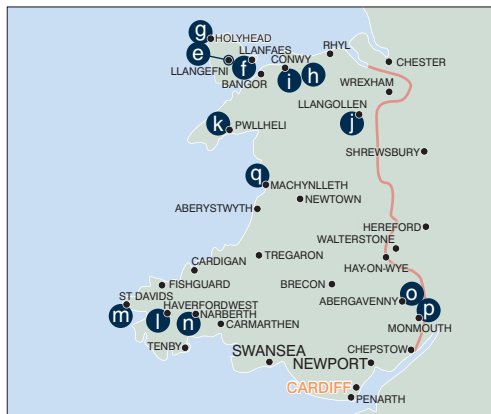 g
HOLYHEAD
e
LLANFAES
RHYL
LLANGEFNI
f
CONWY
CHESTER
BANGOR
i
h
WREXHAM
LLANGOLLEN
j
k
PWLLHELI
SHREWSBURY
q
MACHYNLLETH
NEWTOWN
ABERYSTWYTH
HEREFORD
WALTERSTONE
TREGARON
HAY-ON-WYE
CARDIGAN
FISHGUARD
BRECON
ST DAVIDS
HAVERFORDWEST
ABERGAVENNY
o
p
m
l
n
NARBERTH
CARMARTHEN
MONMOUTH
TENBY
SWANSEA
CHEPSTOW
NEWPORT
CARDIFF
PENARTH